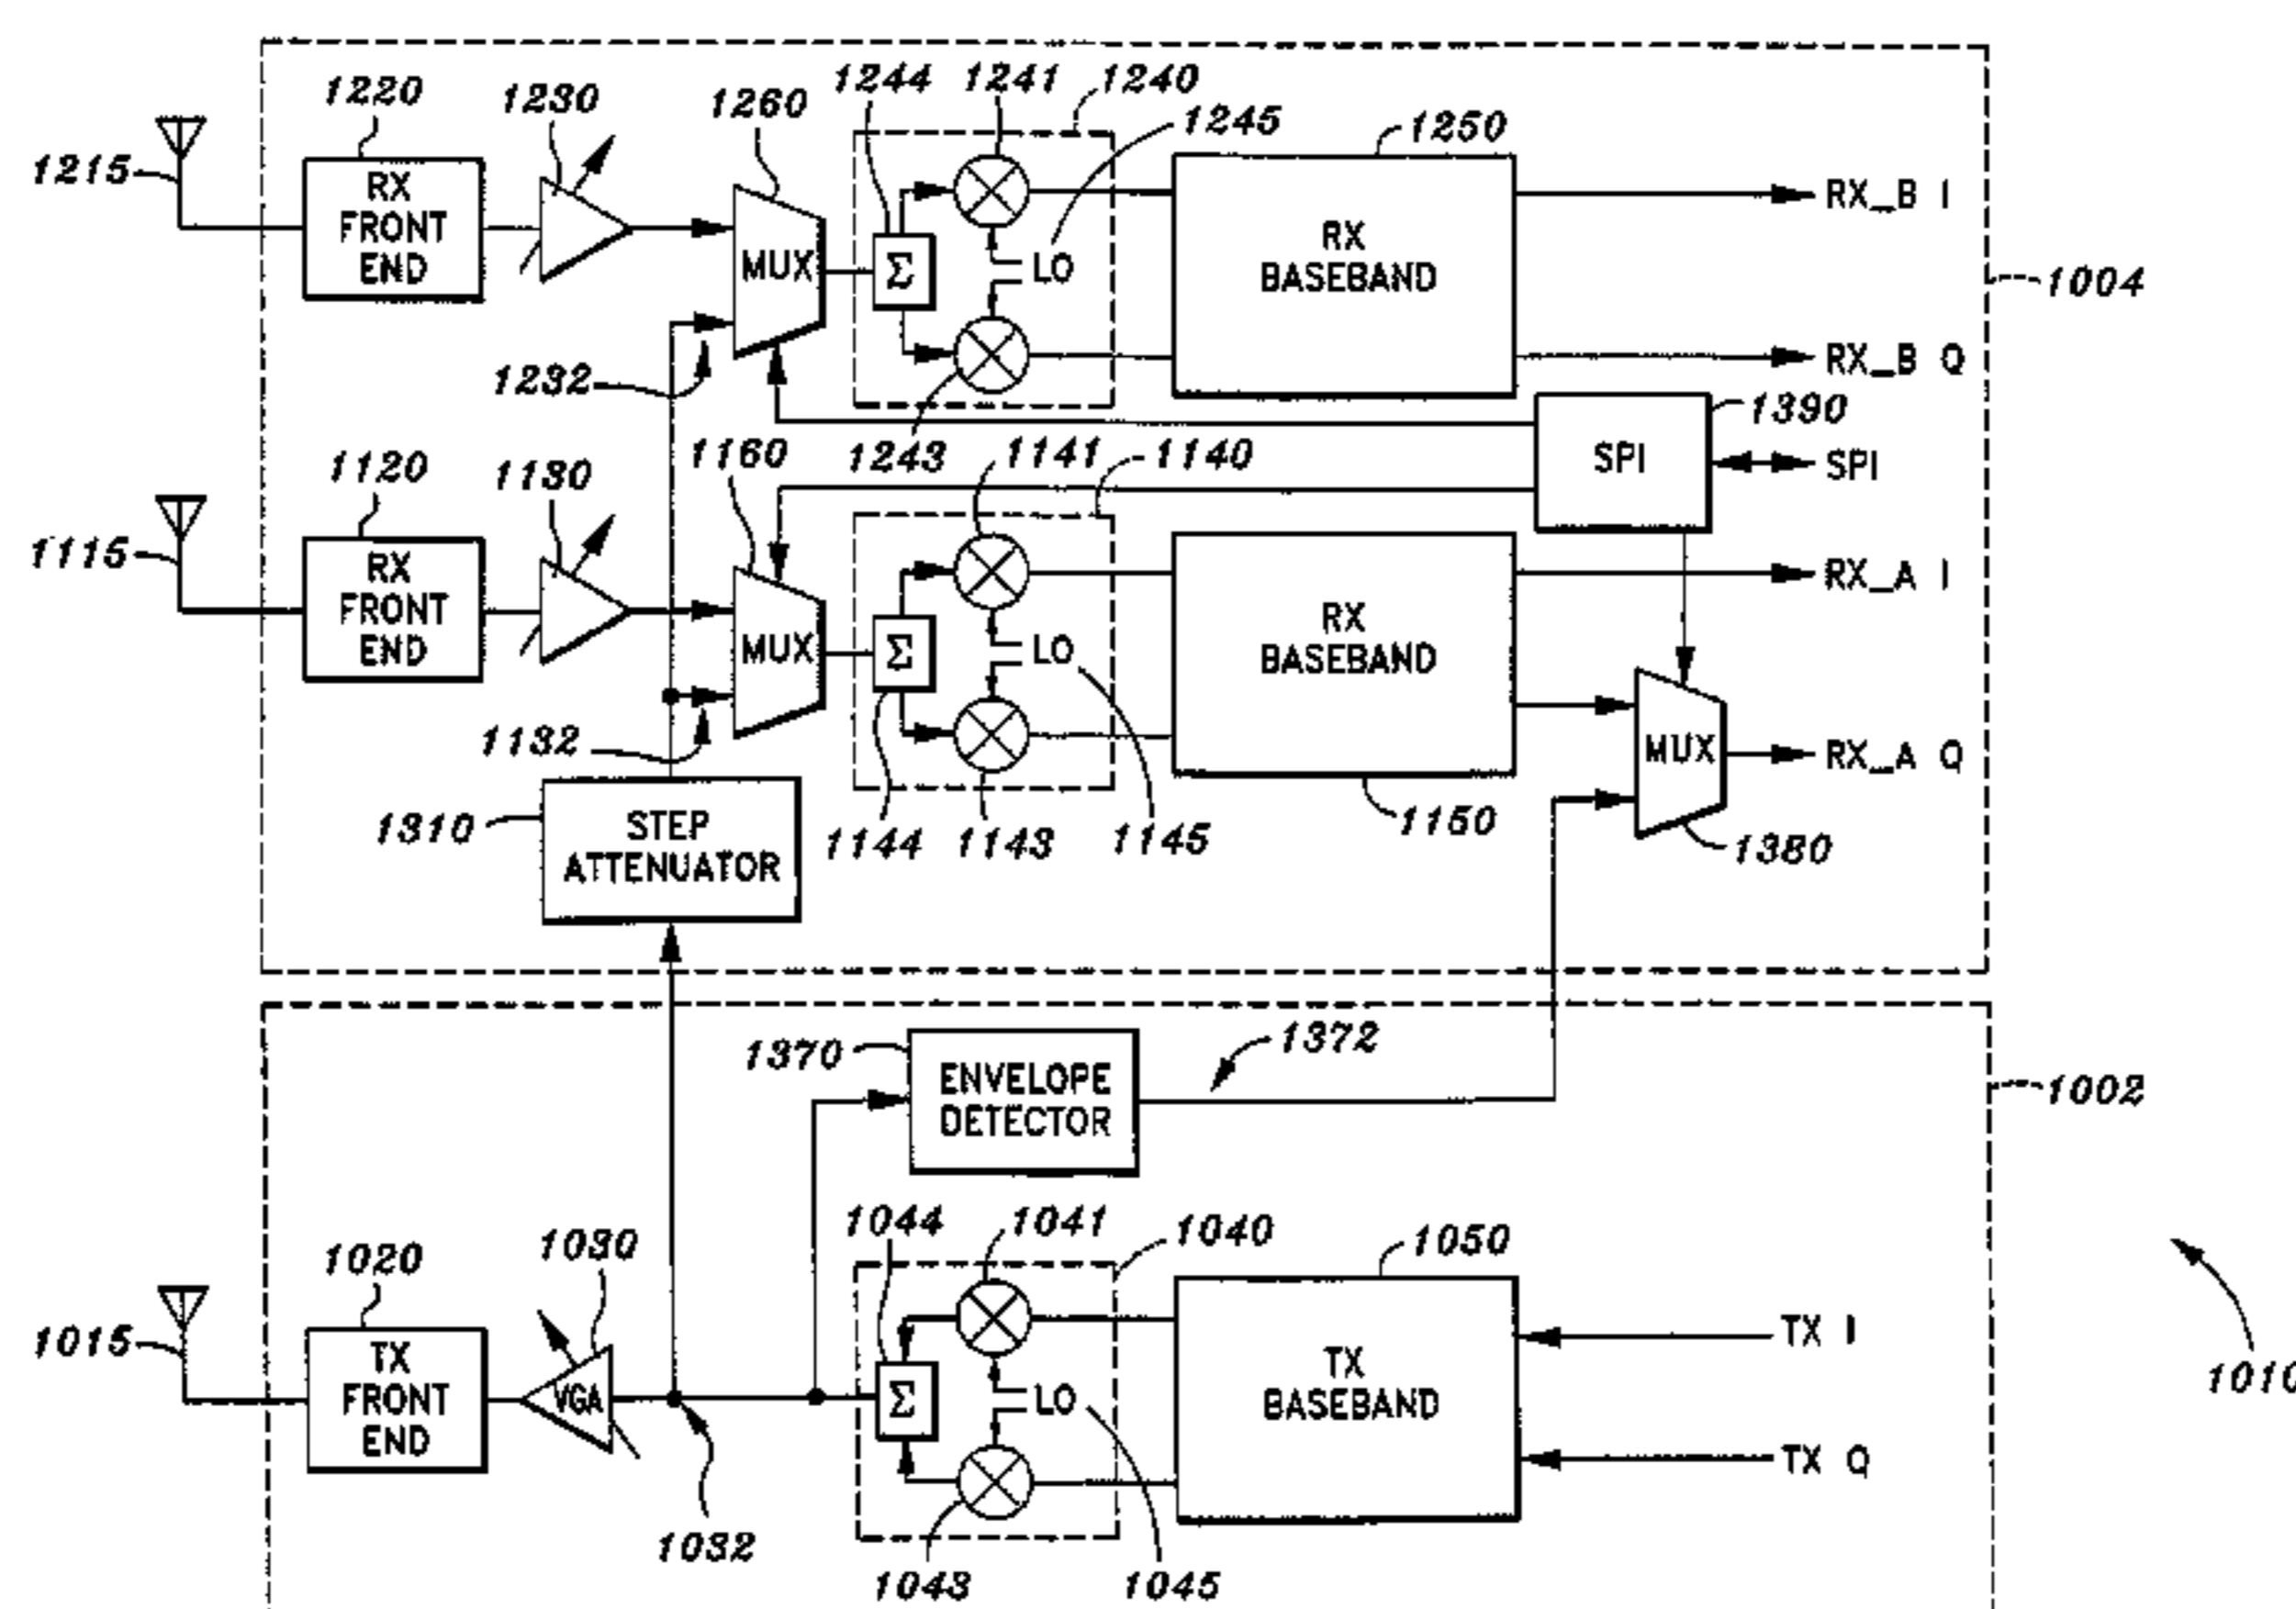 1220
1230
1260
1244
1241
1240
1245
1250
1215
RX
FRONT
END
MUX
Σ
LO
RX
BASEBAND
RX_B I
1004
1232
RX_B Q
1390
1120
1130
1160
1243
1141
1140
SPI
SPI
1115
RX
FRONT
END
MUX
Σ
LO
RX
BASEBAND
RX_A I
1132
MUX
RX_A Q
1310
STEP
ATTENUATOR
1144
1143
1145
1150
1380
1370
ENVELOPE
DETECTOR
1372
1002
1020
1030
1044
1041
1040
1050
1015
TX
FRONT
END
VGA
Σ
LO
TX
BASEBAND
TX I
TX Q
1010
1032
1043
1045